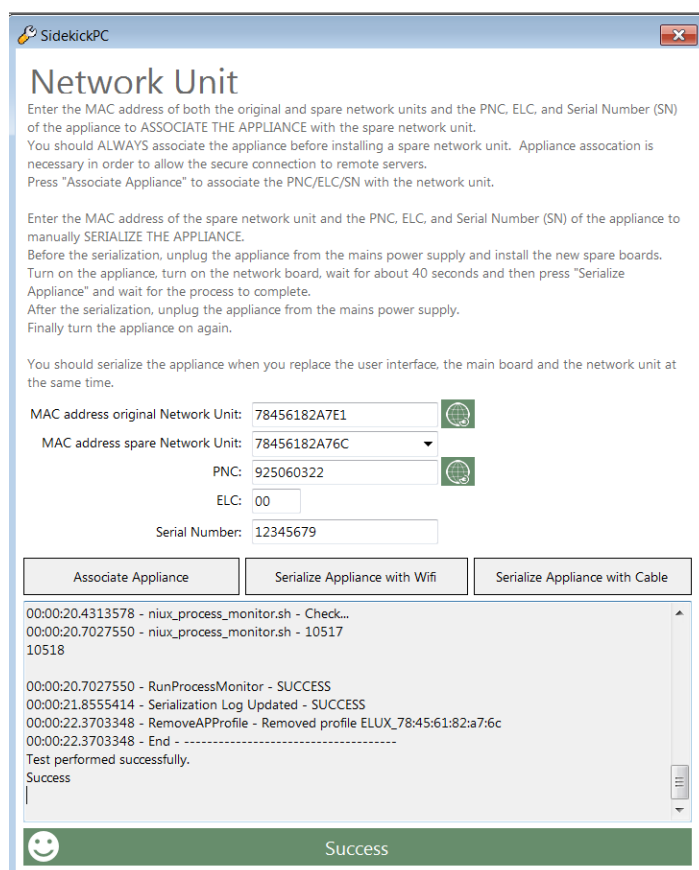 SidekickPC
Network Unit
Enter the MAC address of both the original and spare network units and the PNC, ELC, and Serial Number (SN)
of the appliance to ASSOCIATE THE APPLIANCE with the spare network unit.
You should ALWAYS associate the appliance before installing a spare network unit.  Appliance assocation is
necessary in order to allow the secure connection to remote servers.
Press "Associate Appliance" to associate the PNC/ELC/SN with the network unit.
Enter the MAC address of the spare network unit and the PNC, ELC, and Serial Number (SN) of the appliance to
manually SERIALIZE THE APPLIANCE.
Before the serialization, unplug the appliance from the mains power supply and install the new spare boards.
Turn on the appliance, turn on the network board, wait for about 40 seconds and then press "Serialize
Appliance" and wait for the process to complete.
After the serialization, unplug the appliance from the mains power supply.
Finally turn the appliance on again.
You should serialize the appliance when you replace the user interface, the main board and the network unit at
the same time.
MAC address original Network Unit: 78456182A7E1
MAC address spare Network Unit: 78456182A76C
PNC: 925060322
ELC: 00
Serial Number: 12345679
Associate Appliance Serialize Appliance with Wifi Serialize Appliance with Cable
00:00:20.4313578 - niux_process_monitor.sh - Check...
00:00:20.7027550 - niux_process_monitor.sh - 10517
10518
00:00:20.7027550 - RunProcessMonitor - SUCCESS
00:00:21.8555414 - Serialization Log Updated - SUCCESS
00:00:22.3703348 - RemoveAPProfile - Removed profile ELUX_78:45:61:82:a7:6c
00:00:22.3703348 - End - -------------------------------------
Test performed successfully.
Success
Success